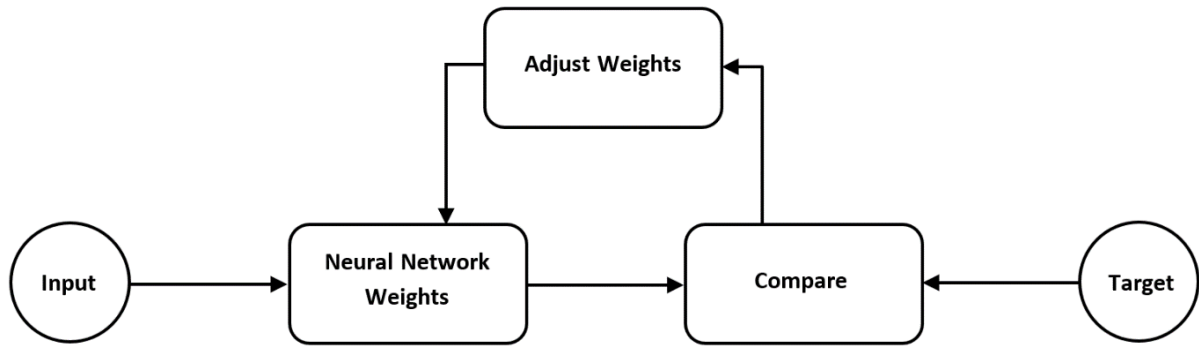 Adjust Weights
Input
Neural Network
Weights
Compare
Target